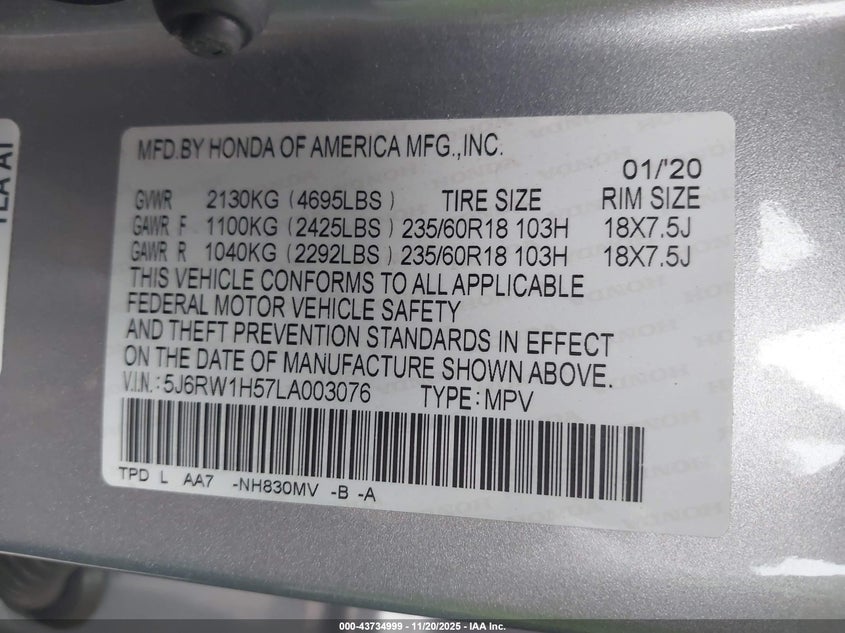 MFD.BY HONDA OF AMERICA MFG.,INC.
01/'20
GVWR 2130KG (4695LBS) TIRE SIZE RIM SIZE
GAWR F 1100KG (2425LBS) 235/60R18 103H 18X7.5J
GAWR R 1040KG (2292LBS) 235/60R18 103H 18X7.5J
THIS VEHICLE CONFORMS TO ALL APPLICABLE
FEDERAL MOTOR VEHICLE SAFETY
AND THEFT PREVENTION STANDARDS IN EFFECT
ON THE DATE OF MANUFACTURE SHOWN ABOVE.
V.I.N.:5J6RW1H57LA003076 TYPE:MPV
TPD L AA7 -NH830MV -B -A
TLA A1
000-43734999 — 11/20/2025 — IAA Inc.